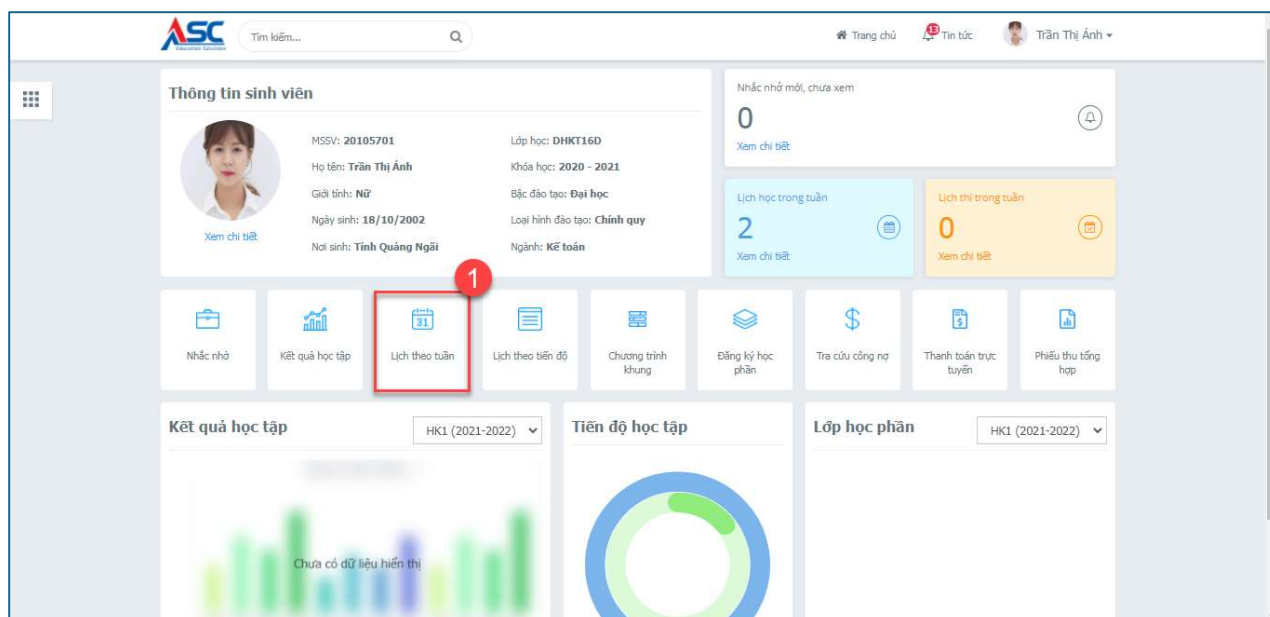 ASC
Education Solutions
Tìm kiếm...
Trang chủ
13
Tin tức
Trần Thị Ánh
Thông tin sinh viên
MSSV: 20105701
Họ tên: Trần Thị Ánh
Giới tính: Nữ
Ngày sinh: 18/10/2002
Nơi sinh: Tỉnh Quảng Ngãi
Xem chi tiết
Lớp học: DHKT16D
Khóa học: 2020 - 2021
Bậc đào tạo: Đại học
Loại hình đào tạo: Chính quy
Ngành: Kế toán
Nhắc nhở mới, chưa xem
0
Xem chi tiết
Lịch học trong tuần
2
Xem chi tiết
Lịch thi trong tuần
0
Xem chi tiết
1
Nhắc nhở
Kết quả học tập
31
Lịch theo tuần
Lịch theo tiến độ
Chương trình
khung
Đăng ký học
phần
Tra cứu công nợ
Thanh toán trực
tuyến
Phiếu thu tổng
hợp
Kết quả học tập
HK1 (2021-2022)
Chưa có dữ liệu hiển thị
Tiến độ học tập
Lớp học phần
HK1 (2021-2022)